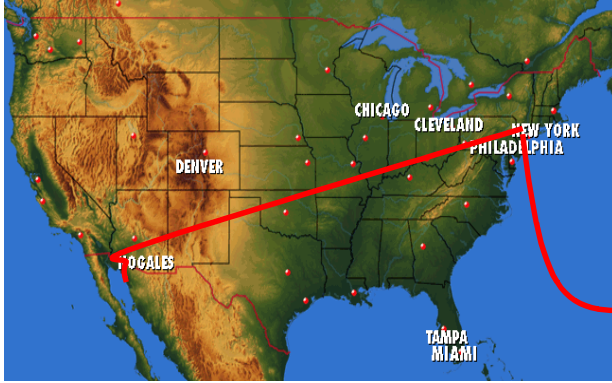 CHICAGO
CLEVELAND
NEW YORK
PHILADELPHIA
DENVER
NOGALES
TAMPA
MIAMI